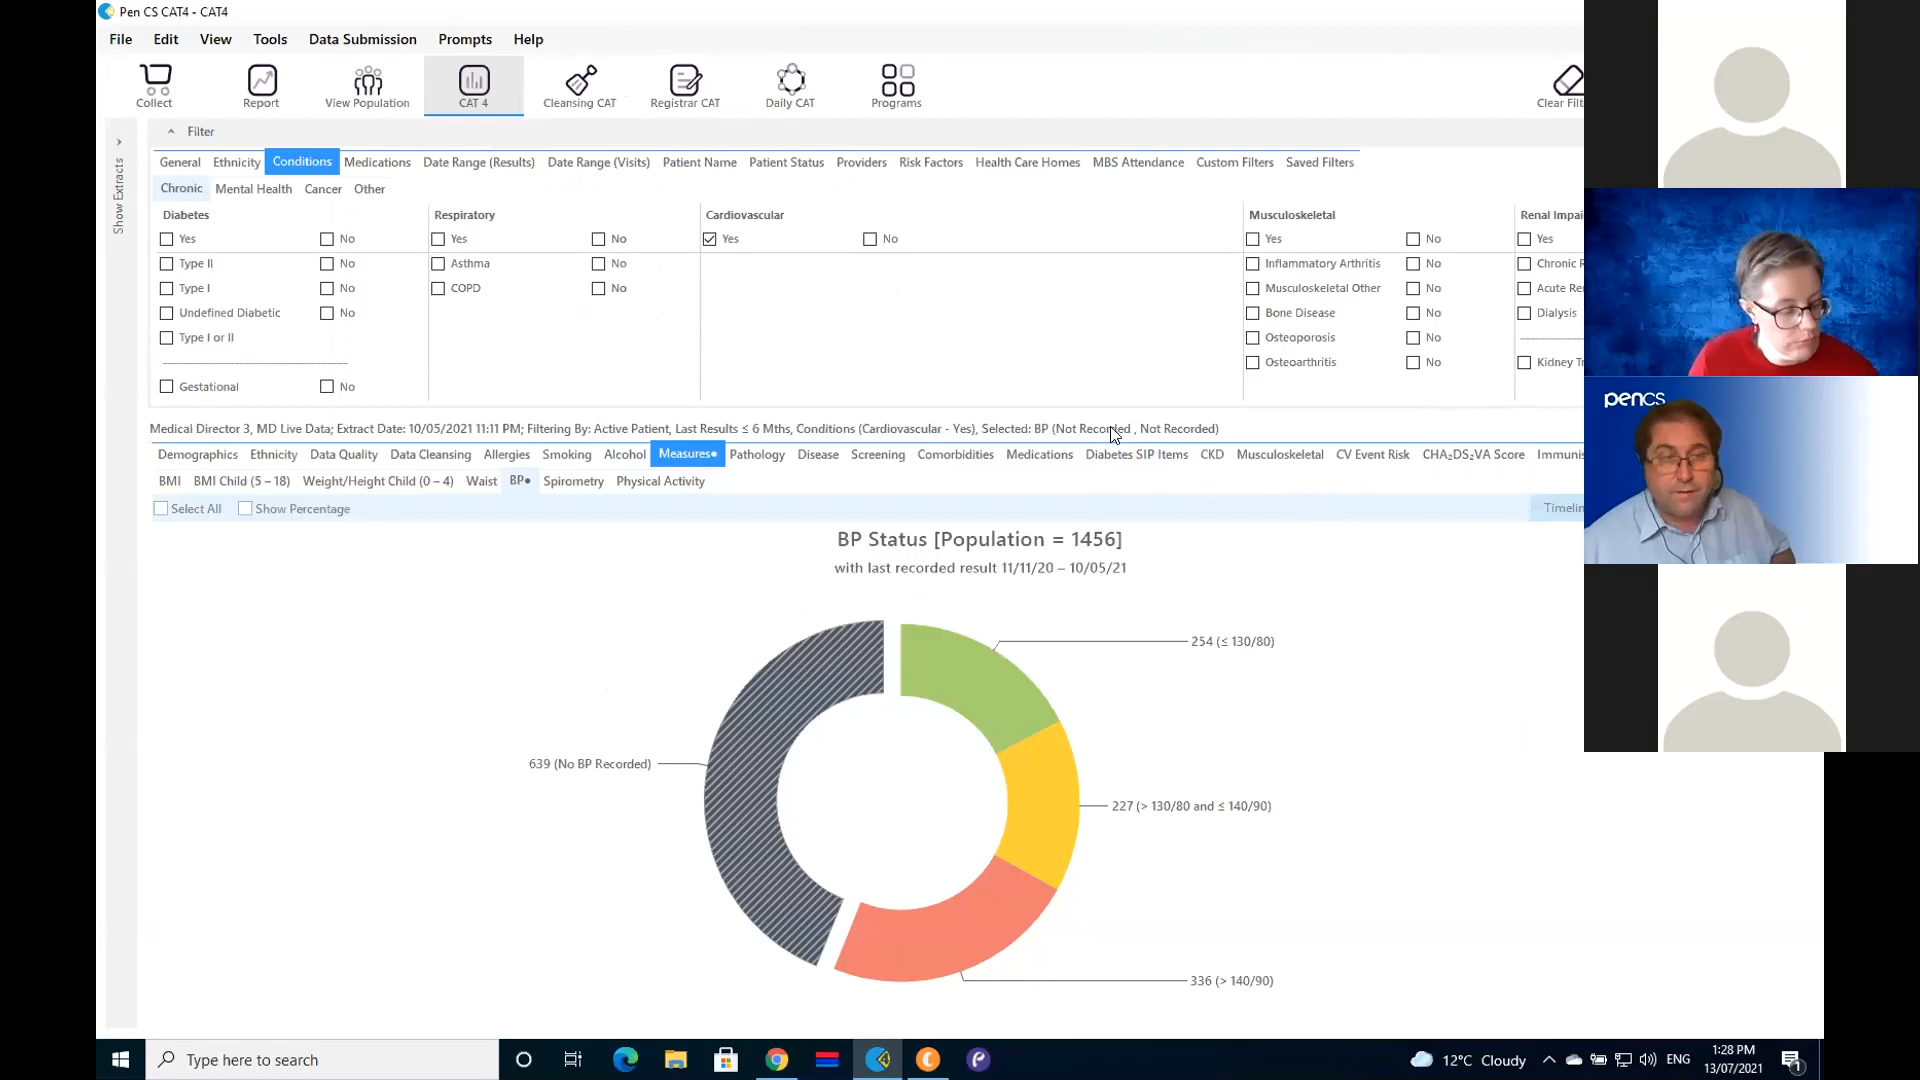 Pen CS CAT4 - CAT4
File Edit View Tools Data Submission Prompts Help
Collect Report View Population CAT 4 Cleansing CAT Registrar CAT Daily CAT Programs
Filter
General Ethnicity Conditions Medications Date Range (Results) Date Range (Visits) Patient Name Patient Status Providers Risk Factors Health Care Homes MBS Attendance Custom Filters Saved Filters
Show Extracts
Chronic Mental Health Cancer Other
Diabetes Respiratory Cardiovascular Musculoskeletal
Yes No Yes No Yes No Yes No Yes
Type II No Asthma No Inflammatory Arthritis No
Type I No COPD No Musculoskeletal Other No
Undefined Diabetic No Bone Disease No Dialysis
Type I or II Osteoporosis No
Osteoarthritis No
Gestational No
pencs
Medical Director 3, MD Live Data; Extract Date: 10/05/2021 11:11 PM; Filtering By: Active Patient, Last Results ≤ 6 Mths, Conditions (Cardiovascular - Yes), Selected: BP (Not Recorded , Not Recorded)
Demographics Ethnicity Data Quality Data Cleansing Allergies Smoking Alcohol Measures• Pathology Disease Screening Comorbidities Medications Diabetes SIP Items CKD Musculoskeletal CV Event Risk CHA₂DS₂VA Score
BMI BMI Child (5 – 18) Weight/Height Child (0 – 4) Waist BP• Spirometry Physical Activity
Select All Show Percentage
BP Status [Population = 1456]
with last recorded result 11/11/20 – 10/05/21
254 (≤ 130/80)
639 (No BP Recorded)
227 (> 130/80 and ≤ 140/90)
336 (> 140/90)
Type here to search
12°C Cloudy
ENG
1:28 PM
13/07/2021
1